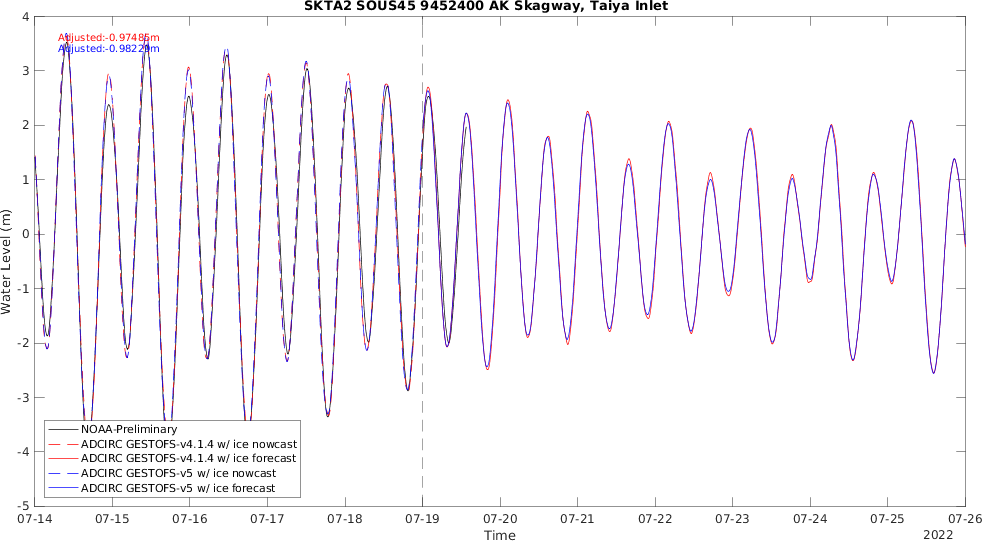 SKTA2 SOUS45 9452400 AK Skagway, Taiya Inlet
4
Adjusted:-0.97485m
Adjusted:-0.98229m
3
2
1
0
-1
-2
-3
-4
-5
Water Level (m)
NOAA-Preliminary
ADCIRC GESTOFS-v4.1.4 w/ ice nowcast
ADCIRC GESTOFS-v4.1.4 w/ ice forecast
ADCIRC GESTOFS-v5 w/ ice nowcast
ADCIRC GESTOFS-v5 w/ ice forecast
07-14 07-15 07-16 07-17 07-18 07-19 07-20 07-21 07-22 07-23 07-24 07-25 07-26
Time
2022